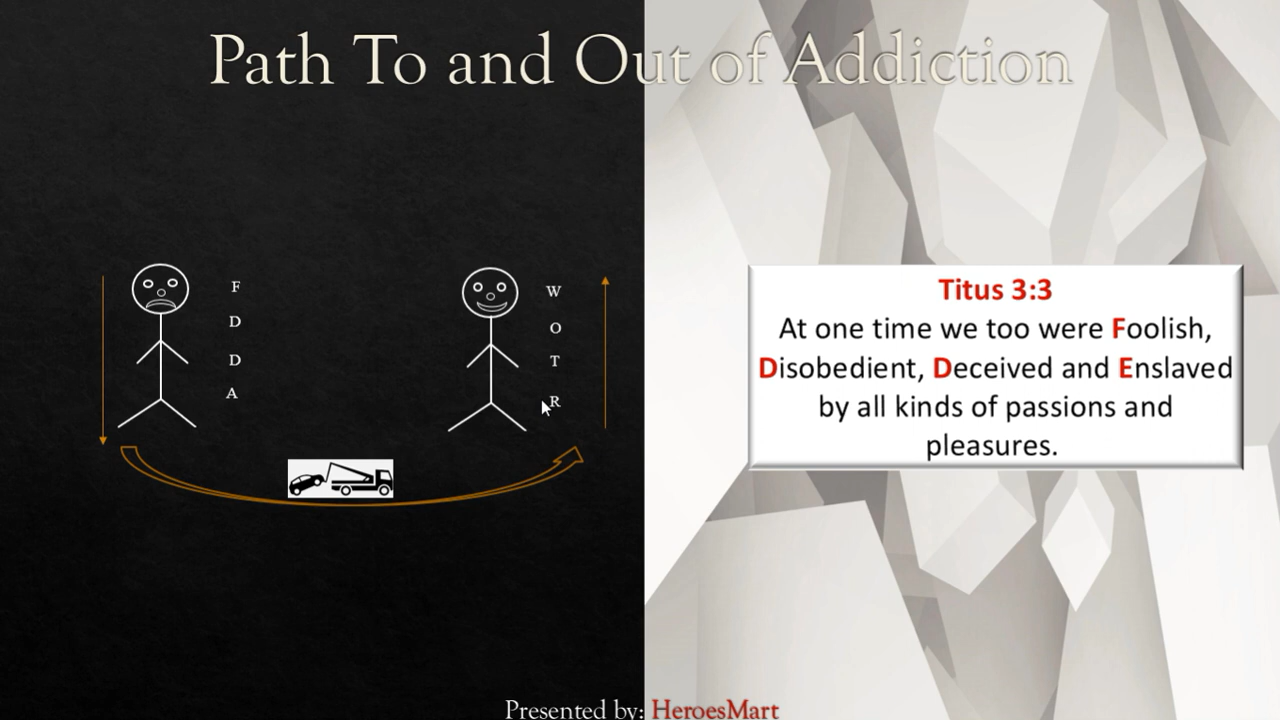 Path To and Out of Addiction
F
D
D
A
W
O
T
R
Titus 3:3
At one time we too were Foolish,
Disobedient, Deceived and Enslaved
by all kinds of passions and
pleasures.
Presented by: HeroesMart